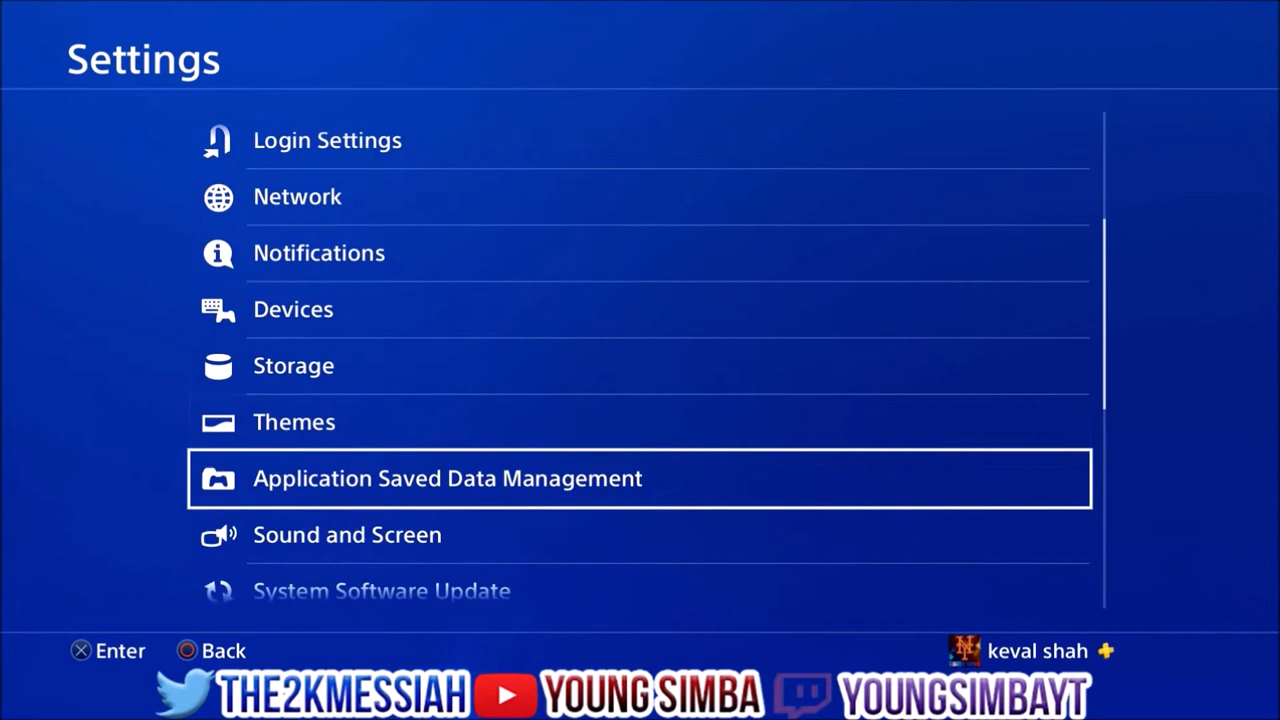 Settings
Login Settings
Network
Notifications
Devices
Storage
Themes
Application Saved Data Management
Sound and Screen
System Software Update
Enter Back keval shah
THE2KMESSIAH YOUNG SIMBA YOUNGSIMBAYT